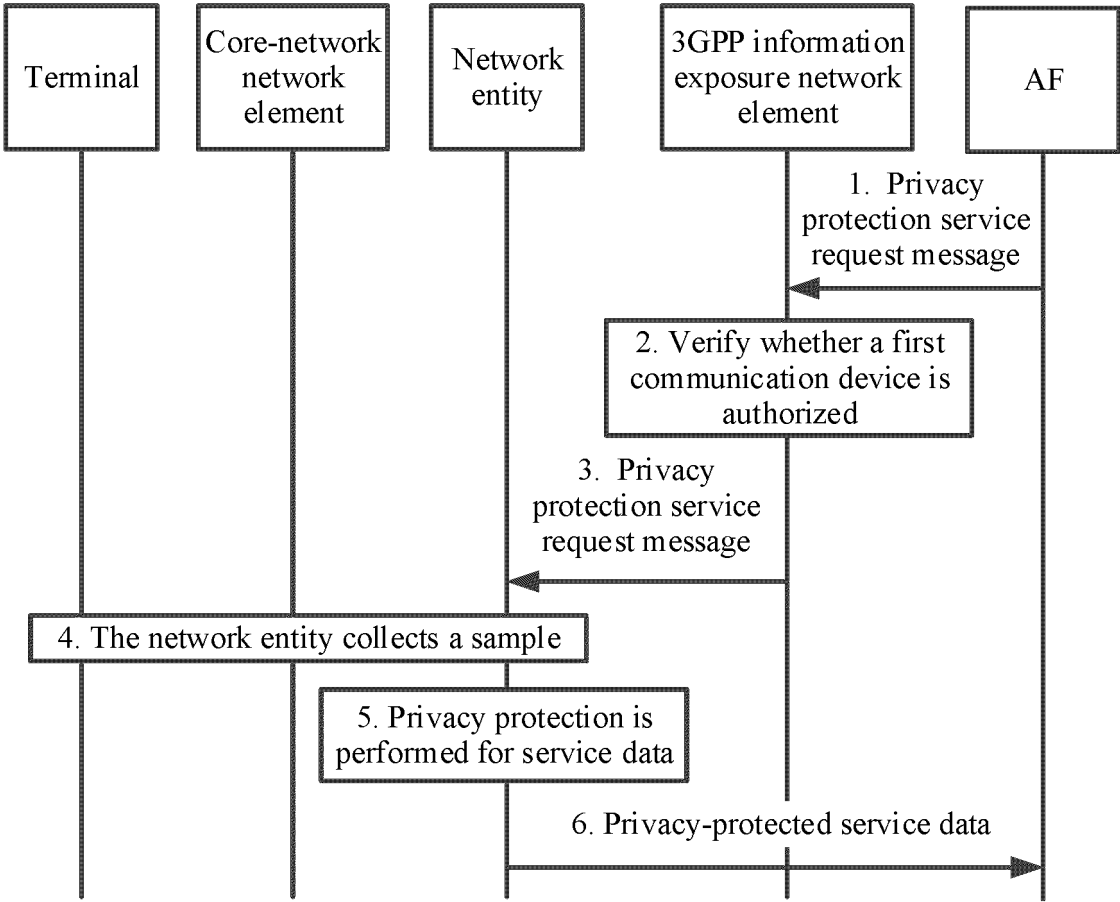 Terminal
Core-network
network
element
Network
entity
3GPP information
exposure network
element
AF
1. Privacy
protection service
request message
2. Verify whether a first
communication device is
authorized
3. Privacy
protection service
request message
4. The network entity collects a sample
5. Privacy protection is
performed for service data
6. Privacy-protected service data